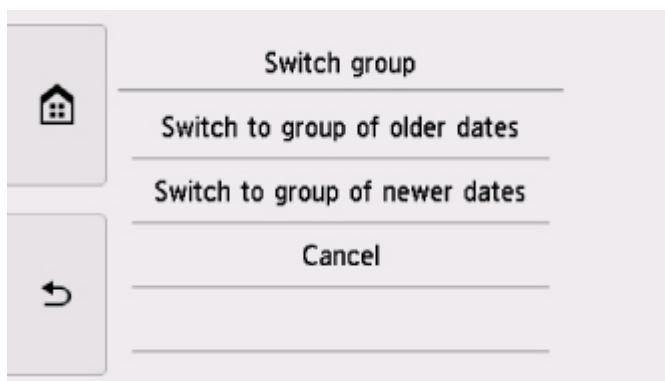 Switch group
Switch to group of older dates
Switch to group of newer dates
Cancel